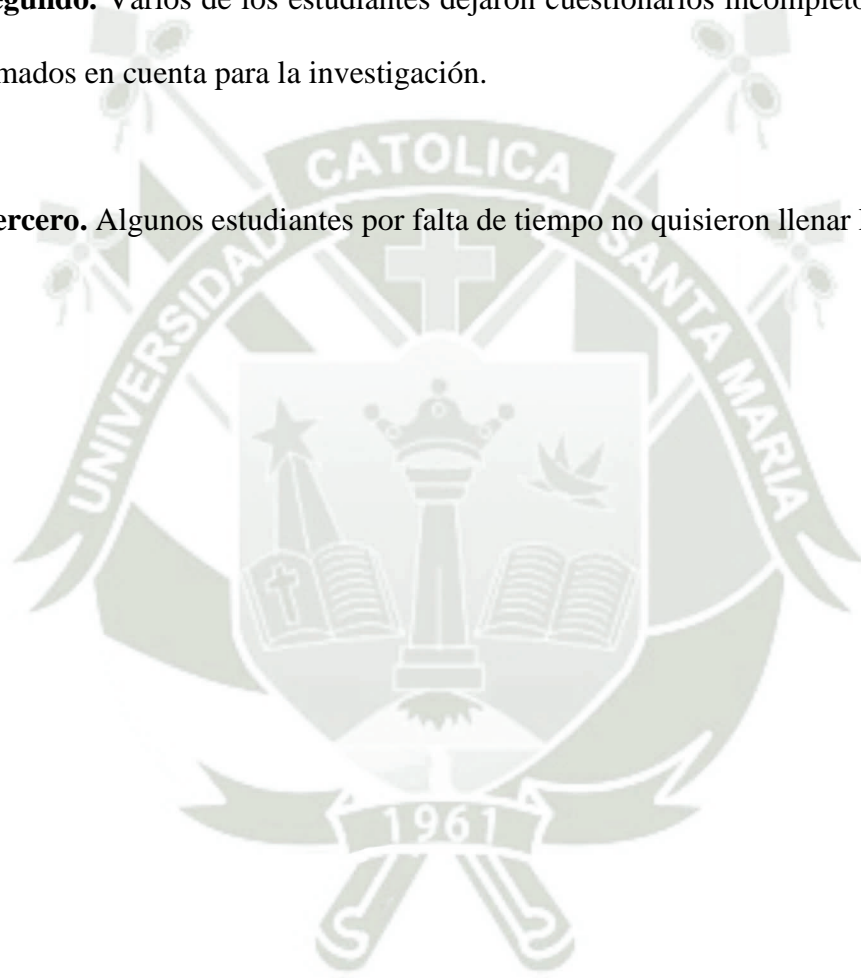 egundo. Varios de los estudiantes dejaron cuestionarios incompleto
mados en cuenta para la investigación.
ercero. Algunos estudiantes por falta de tiempo no quisieron llenar l
UNIVERSIDAD CATOLICA SANTA MARIA
1961